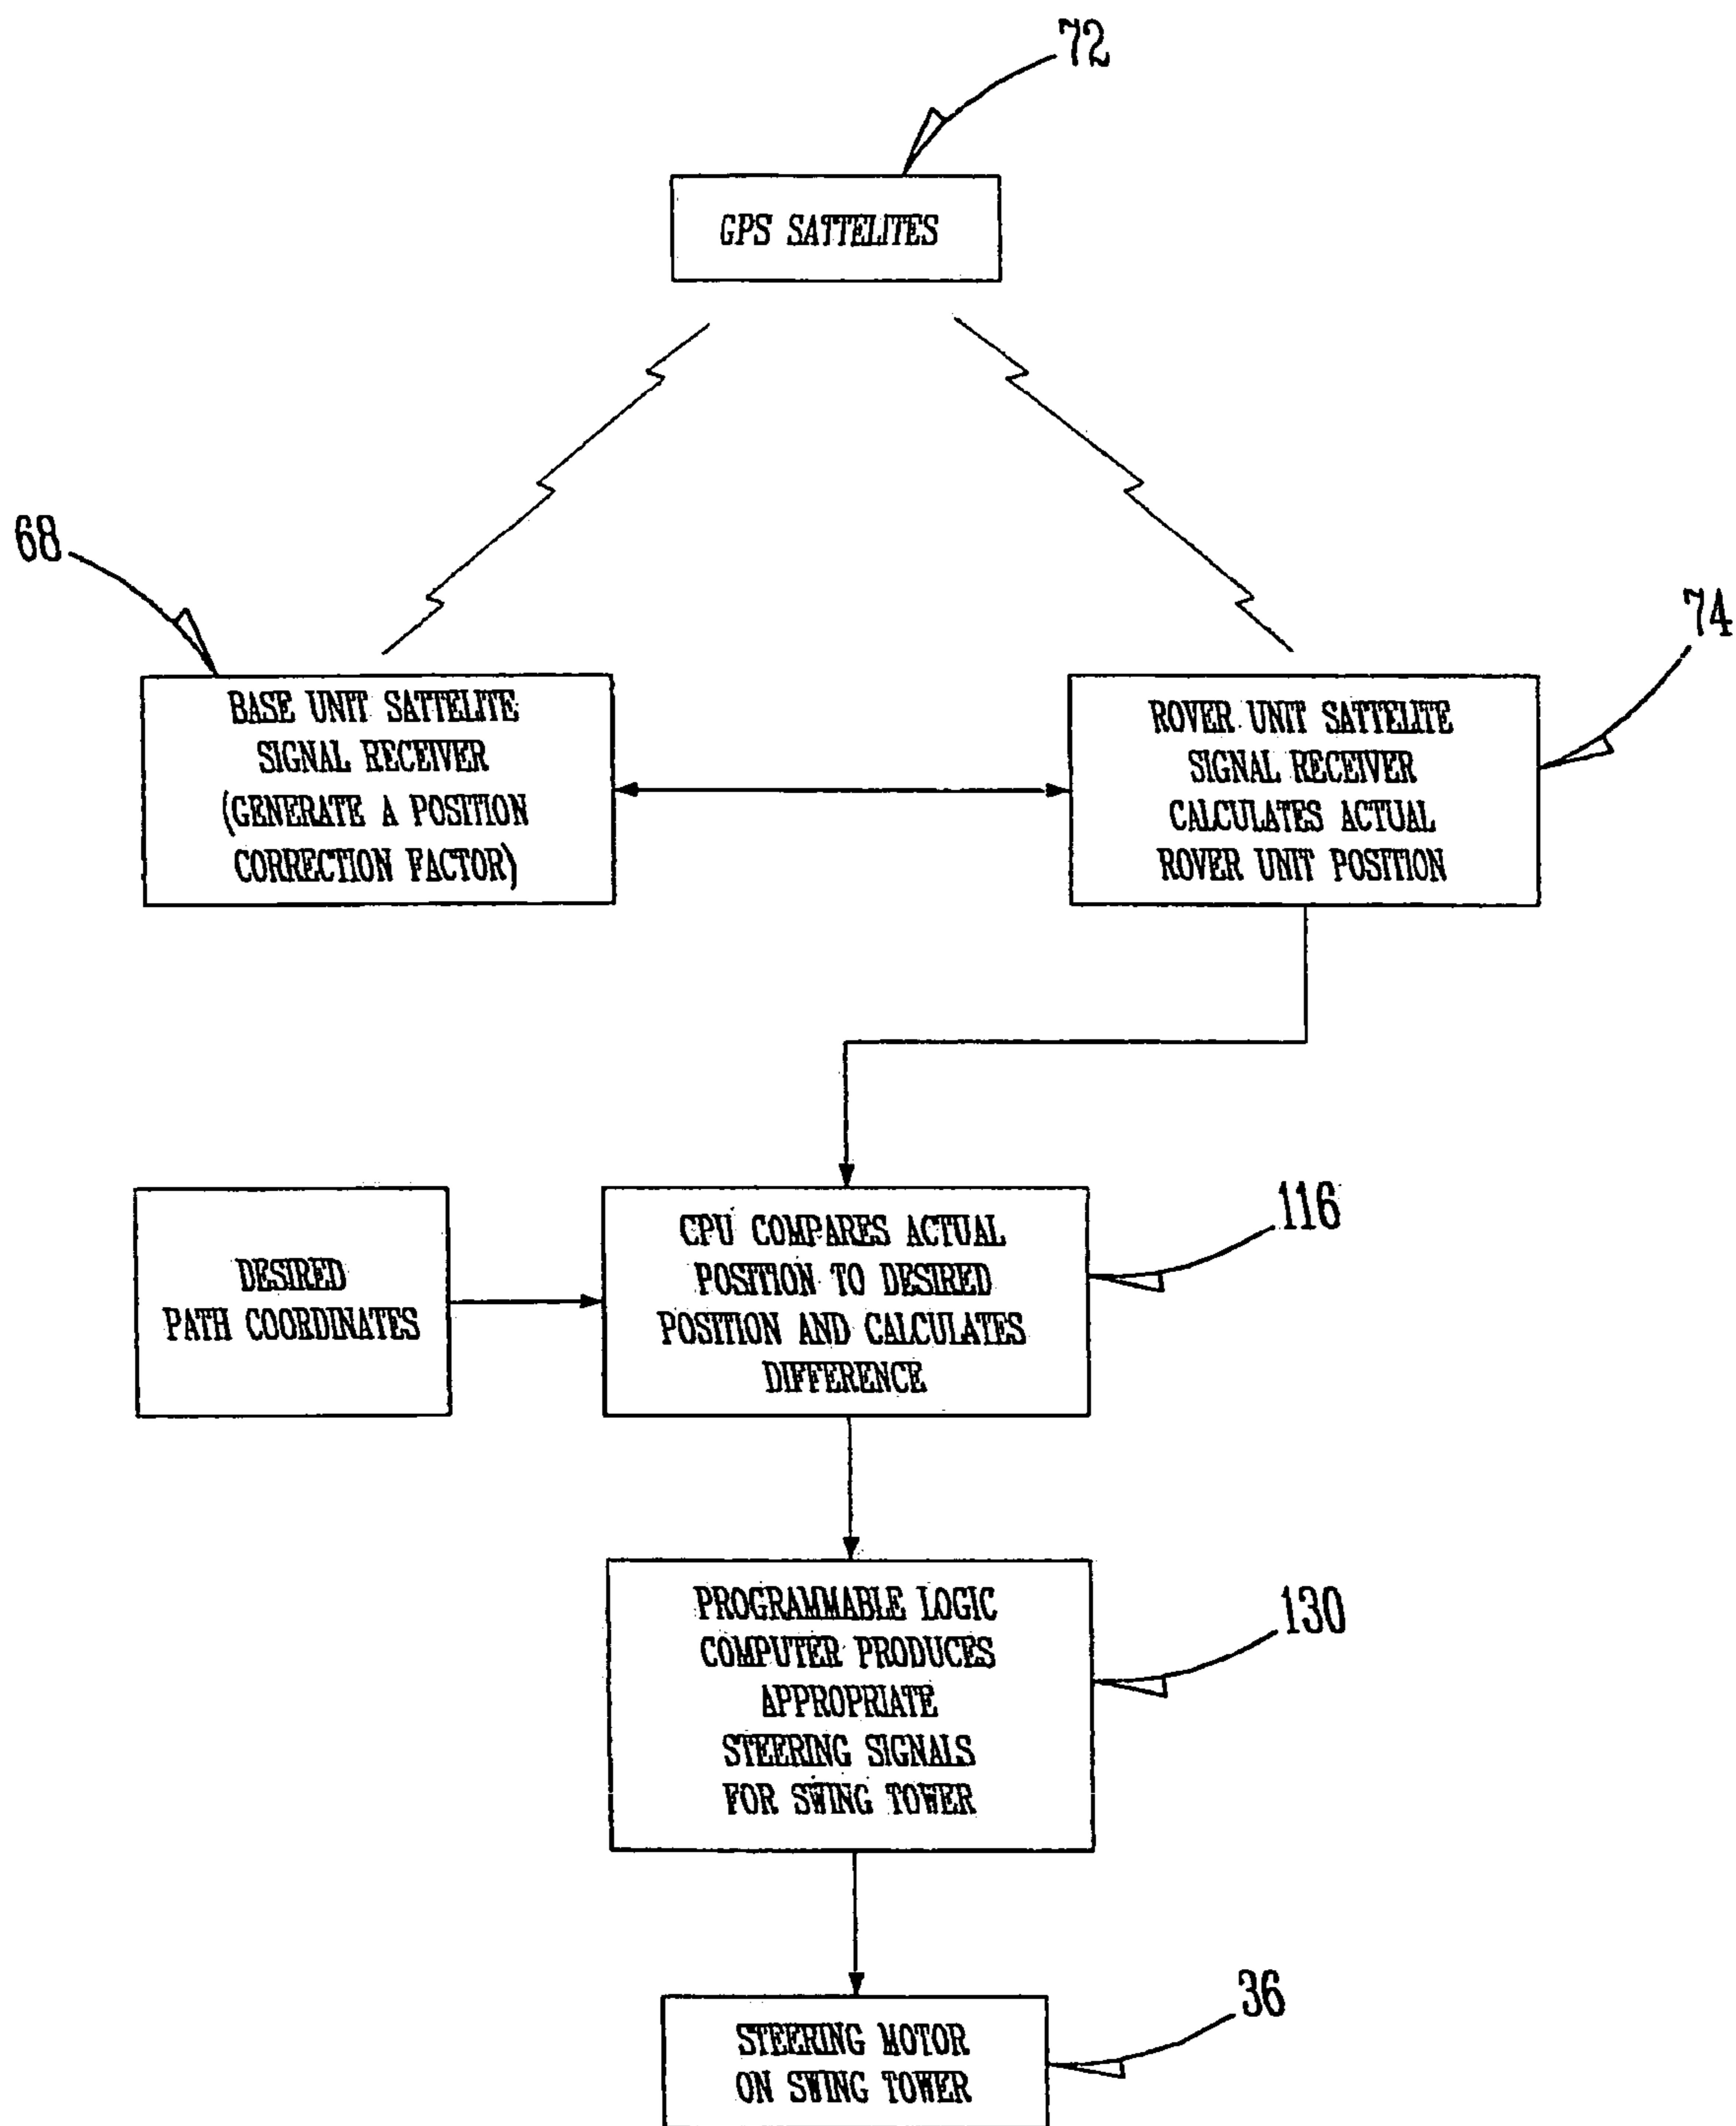 72
GPS SATTELITES
68
BASE UNIT SATTELITE
SIGNAL RECEIVER
(GENERATE A POSITION
CORRECTION FACTOR)
74
ROVER UNIT SATTELITE
SIGNAL RECEIVER
CALCULATES ACTUAL
ROVER UNIT POSITION
DESIRED
PATH COORDINATES
CPU COMPARES ACTUAL
POSITION TO DESIRED
POSITION AND CALCULATES
DIFFERENCE
116
PROGRAMMABLE LOGIC
COMPUTER PRODUCES
APPROPRIATE
STEERING SIGNALS
FOR SWING TOWER
130
STEERING MOTOR
ON SWING TOWER
36